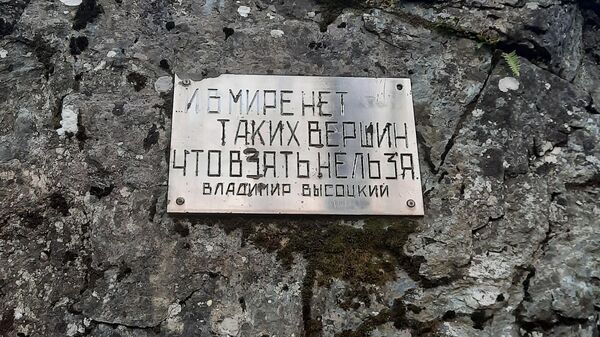 И В МИРЕ НЕТ
ТАКИХ ВЕРШИН
ЧТО ВЗЯТЬ НЕЛЬЗЯ.
ВЛАДИМИР ВЫСОЦКИЙ